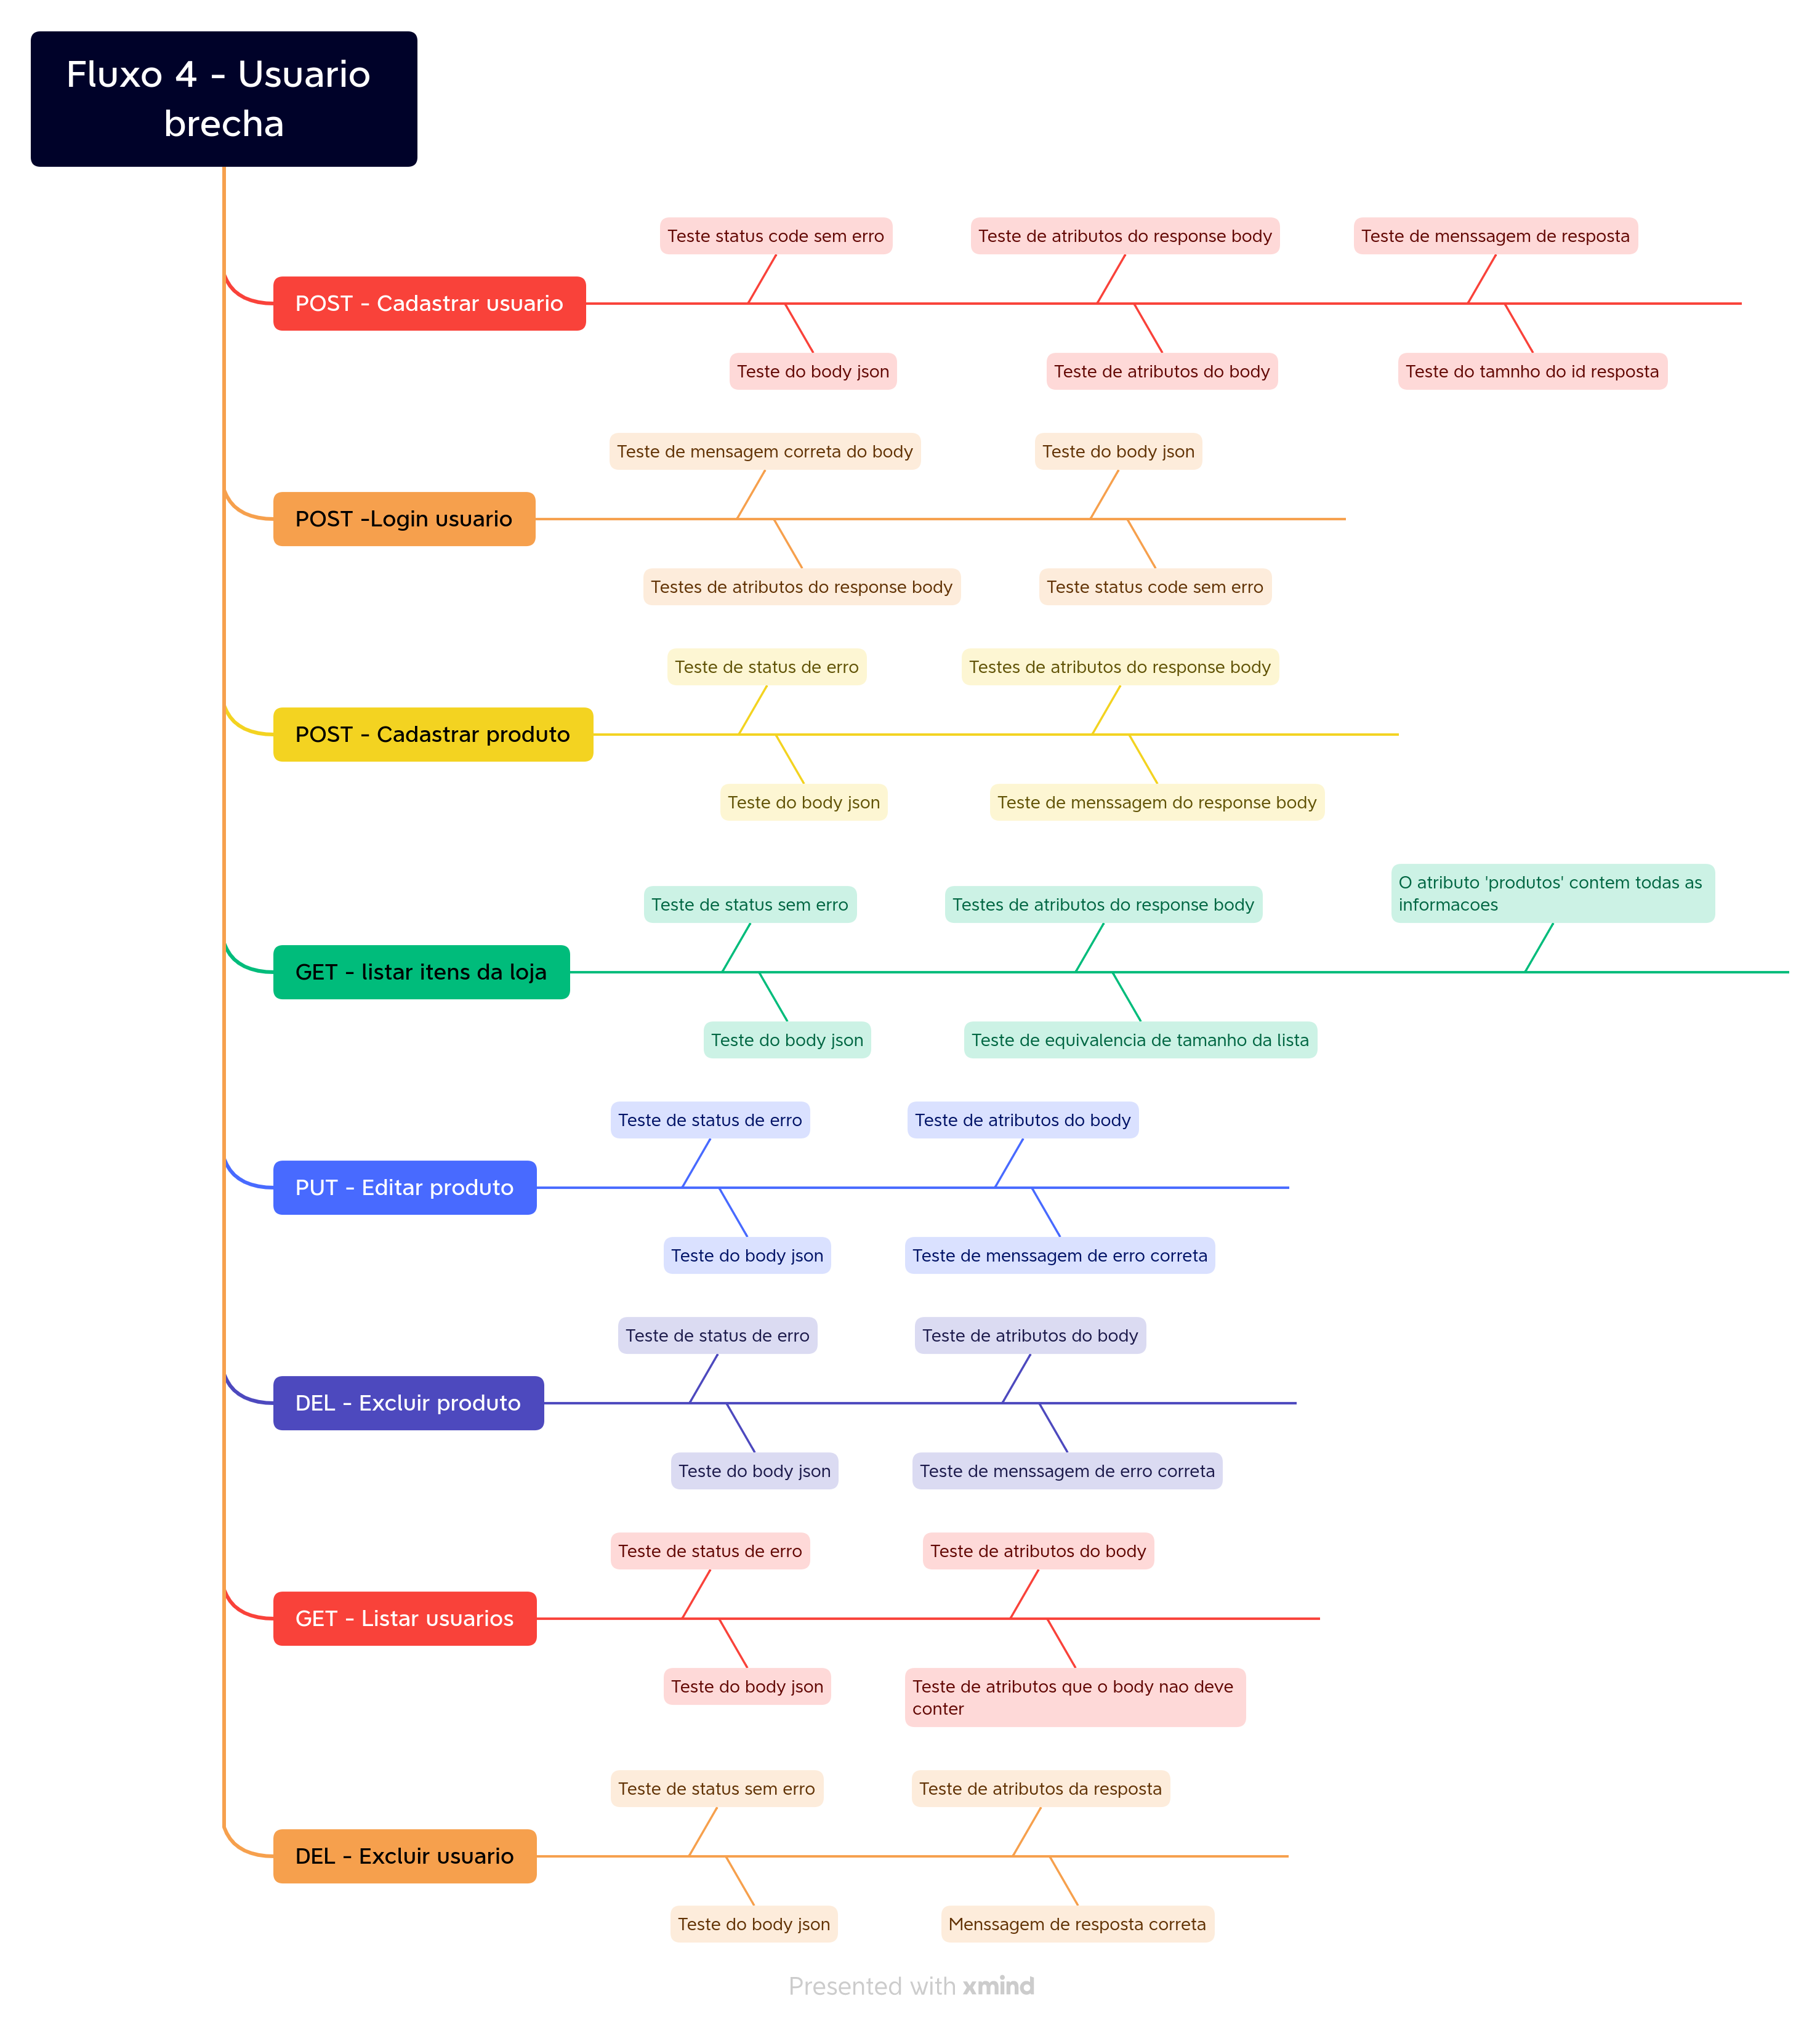 Fluxo 4 - Usuario
brecha
Teste status code sem erro
Teste de atributos do response body
Teste de menssagem de resposta
POST - Cadastrar usuario
Teste do body json
Teste de atributos do body
Teste do tamnho do id resposta
Teste de mensagem correta do body
Teste do body json
POST -Login usuario
Testes de atributos do response body
Teste status code sem erro
Teste de status de erro
Testes de atributos do response body
POST - Cadastrar produto
Teste do body json
Teste de menssagem do response body
Teste de status sem erro
Testes de atributos do response body
O atributo 'produtos' contem todas as
informacoes
GET - listar itens da loja
Teste do body json
Teste de equivalencia de tamanho da lista
Teste de status de erro
Teste de atributos do body
PUT - Editar produto
Teste do body json
Teste de menssagem de erro correta
Teste de status de erro
Teste de atributos do body
DEL - Excluir produto
Teste do body json
Teste de menssagem de erro correta
Teste de status de erro
Teste de atributos do body
GET - Listar usuarios
Teste do body json
Teste de atributos que o body nao deve
conter
Teste de status sem erro
Teste de atributos da resposta
DEL - Excluir usuario
Teste do body json
Menssagem de resposta correta
Presented with xmind